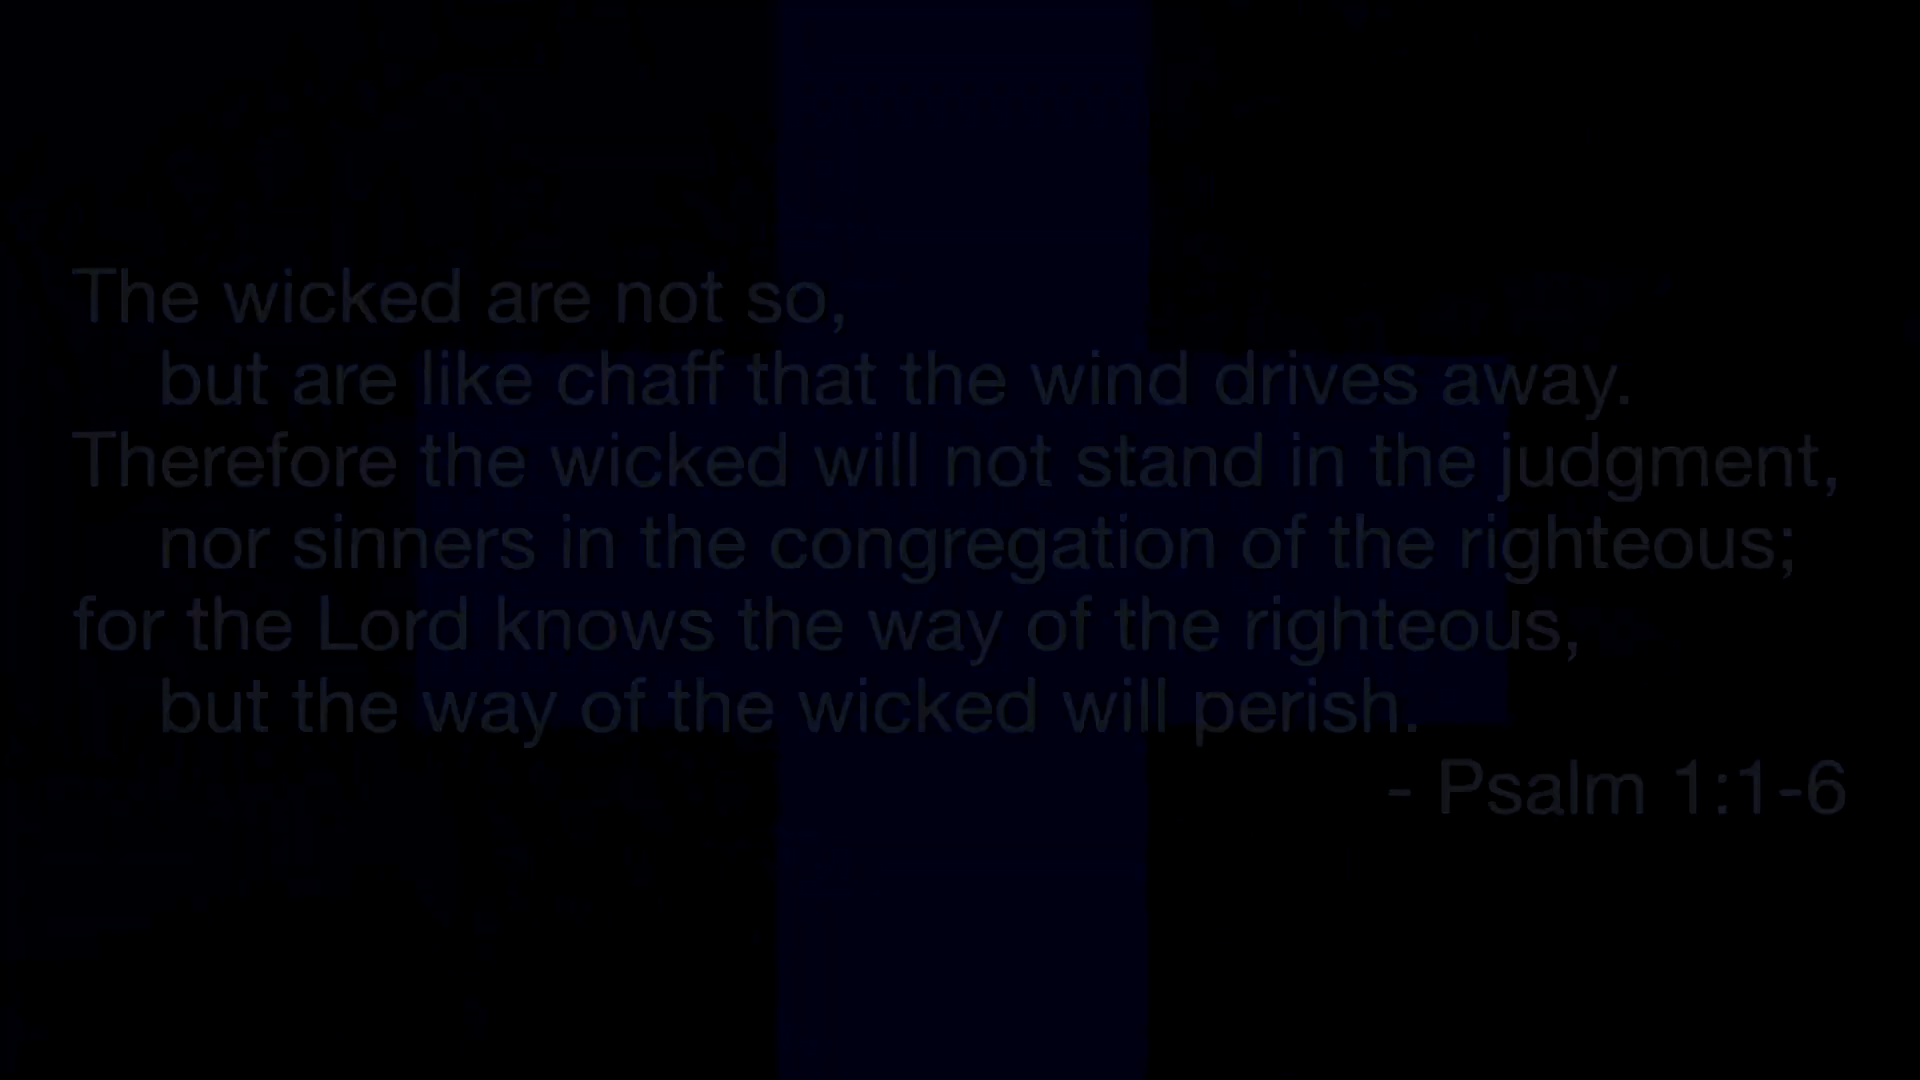 The wicked are not so,
but are like chaff that the wind drives away.
Therefore the wicked will not stand in the judgment,
nor sinners in the congregation of the righteous;
for the Lord knows the way of the righteous,
but the way of the wicked will perish.
- Psalm 1:1-6